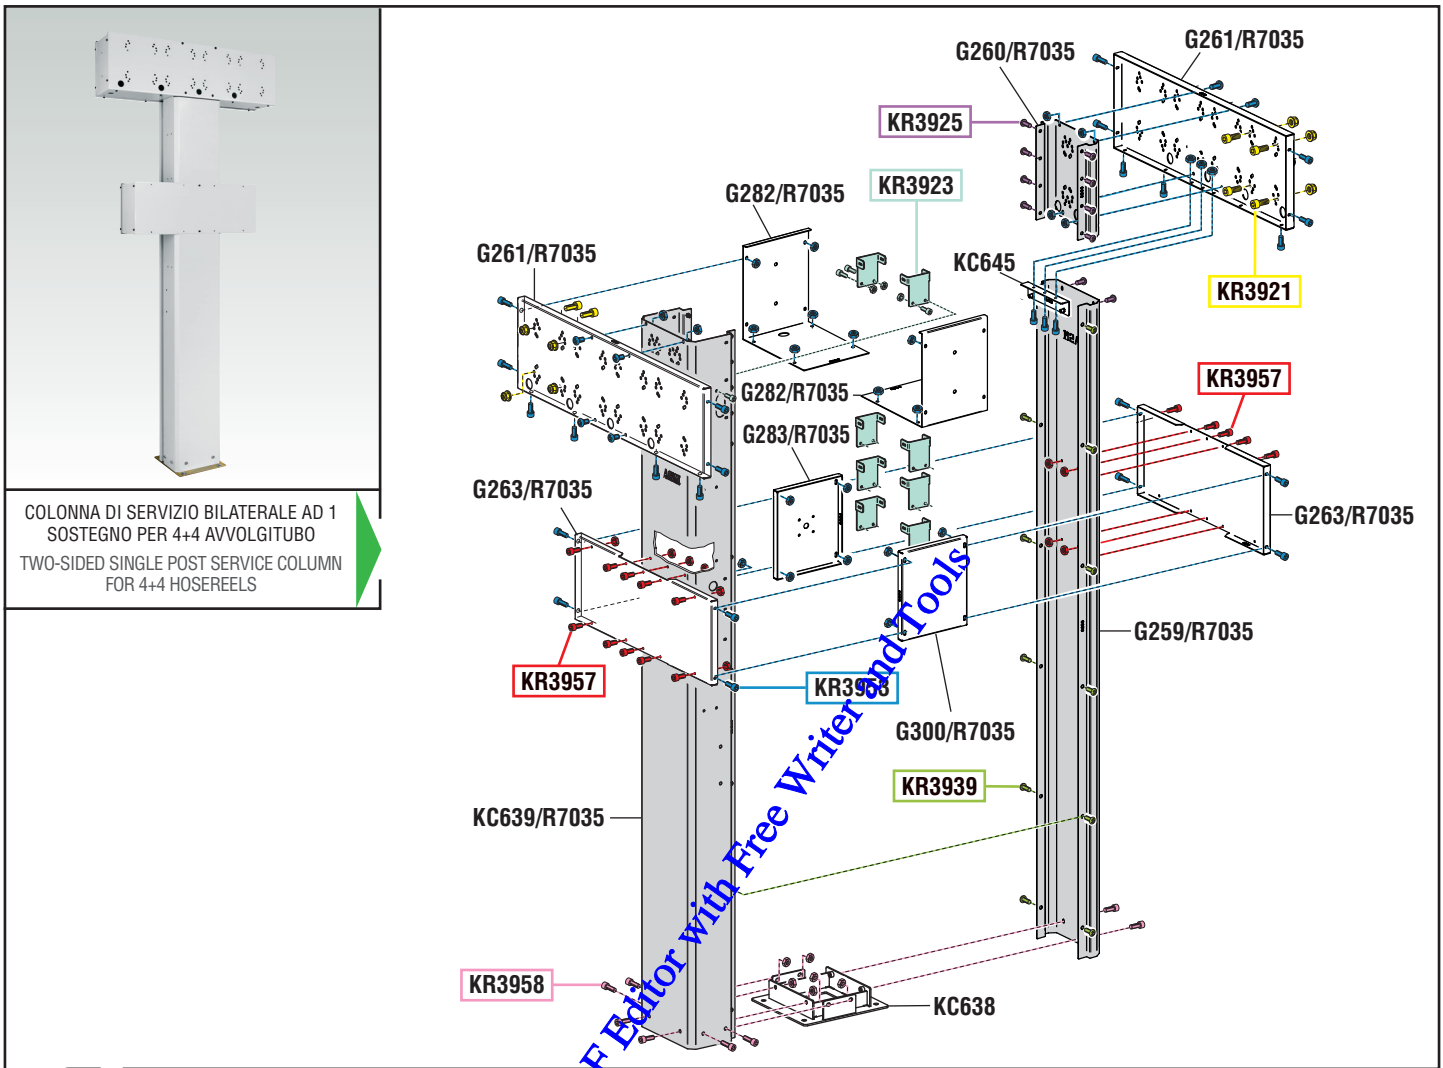 G260/R7035
G261/R7035
KR3925
KR3923
G282/R7035
G261/R7035
KC645
KR3921
G282/R7035
KR3957
G283/R7035
G263/R7035
G263/R7035
COLONNA DI SERVIZIO BILATERALE AD 1
SOSTEGNO PER 4+4 AVVOLGITUBO
TWO-SIDED SINGLE POST SERVICE COLUMN
FOR 4+4 HOSEREELS
G259/R7035
KR3957
G300/R7035
KR3939
KC639/R7035
KR3958
KC638
F Editor with Free Writer and Tools